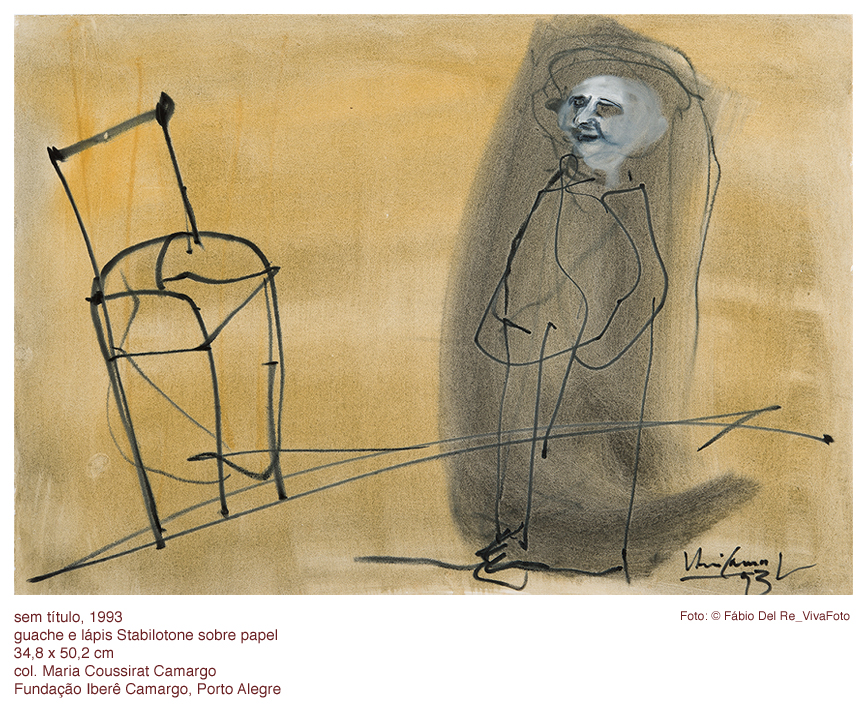 sem título, 1993
guache e lápis Stabilotone sobre papel
34,8 x 50,2 cm
col. Maria Coussirat Camargo
Fundação Iberê Camargo, Porto Alegre
Foto: © Fábio Del Re_VivaFoto
93